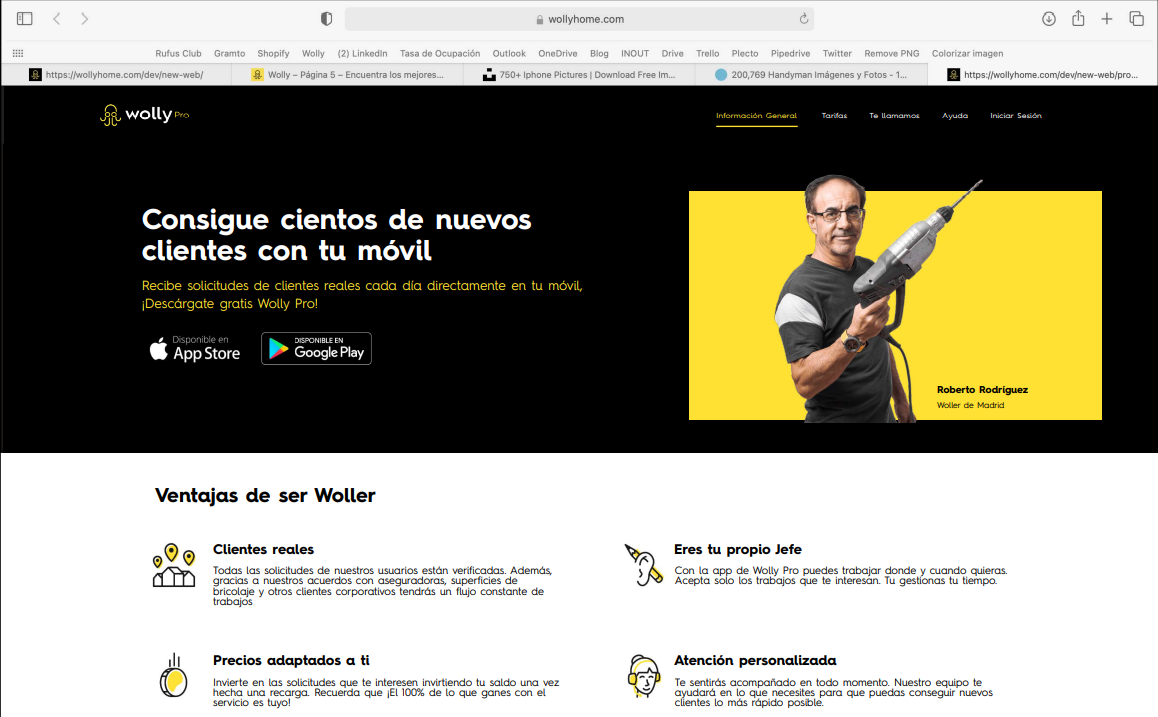 wollyhome.com
Rufus Club Gramto Shopify Wolly (2) LinkedIn Tasa de Ocupación Outlook OneDrive Blog INOUT Drive Trello Plecto Pipedrive Twitter Remove PNG Colorizar imagen
https://wollyhome.com/dev/new-web/ Wolly – Página 5 – Encuentra los mejores... 750+ Iphone Pictures | Download Free Im... 200,769 Handyman Imágenes y Fotos - 1... https://wollyhome.com/dev/new-web/pro...
wolly Pro Información General Tarifas Te llamamos Ayuda Iniciar Sesión
Consigue cientos de nuevos
clientes con tu móvil
Recibe solicitudes de clientes reales cada día directamente en tu móvil,
¡Descárgate gratis Wolly Pro!
Disponible en
App Store
DISPONIBLE EN
Google Play
Roberto Rodríguez
Woller de Madrid
Ventajas de ser Woller
Clientes reales
Todas las solicitudes de nuestros usuarios están verificadas. Además,
gracias a nuestros acuerdos con aseguradoras, superficies de
bricolaje y otros clientes corporativos tendrás un flujo constante de
trabajos
Eres tu propio Jefe
Con la app de Wolly Pro puedes trabajar donde y cuando quieras.
Acepta solo los trabajos que te interesan. Tu gestionas tu tiempo.
Precios adaptados a ti
Invierte en las solicitudes que te interesen invirtiendo tu saldo una vez
hecha una recarga. Recuerda que ¡El 100% de lo que ganes con el
servicio es tuyo!
Atención personalizada
Te sentirás acompañado en todo momento. Nuestro equipo te
ayudará en lo que necesites para que puedas conseguir nuevos
clientes lo más rápido posible.